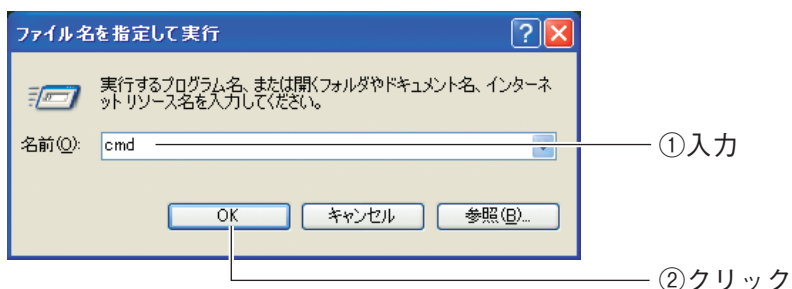 ファイル名を指定して実行
実行するプログラム名、または開くフォルダやドキュメント名、インターネ
ット リソース名を入力してください。
名前(O): cmd
①入力
OK キャンセル 参照(B)...
②クリック